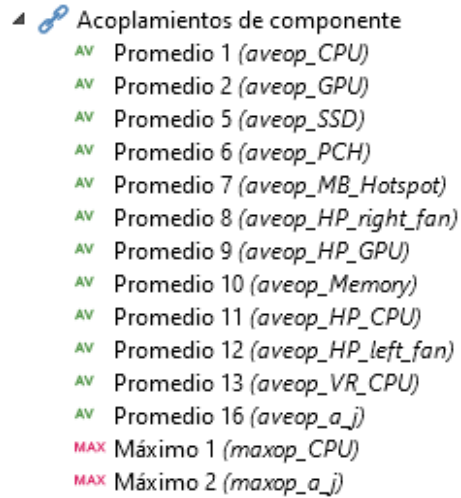 Acoplamientos de componente
AV Promedio 1 (aveop_CPU)
AV Promedio 2 (aveop_GPU)
AV Promedio 5 (aveop_SSD)
AV Promedio 6 (aveop_PCH)
AV Promedio 7 (aveop_MB_Hotspot)
AV Promedio 8 (aveop_HP_right_fan)
AV Promedio 9 (aveop_HP_GPU)
AV Promedio 10 (aveop_Memory)
AV Promedio 11 (aveop_HP_CPU)
AV Promedio 12 (aveop_HP_left_fan)
AV Promedio 13 (aveop_VR_CPU)
AV Promedio 16 (aveop_a_j)
MAX Máximo 1 (maxop_CPU)
MAX Máximo 2 (maxop_a_j)